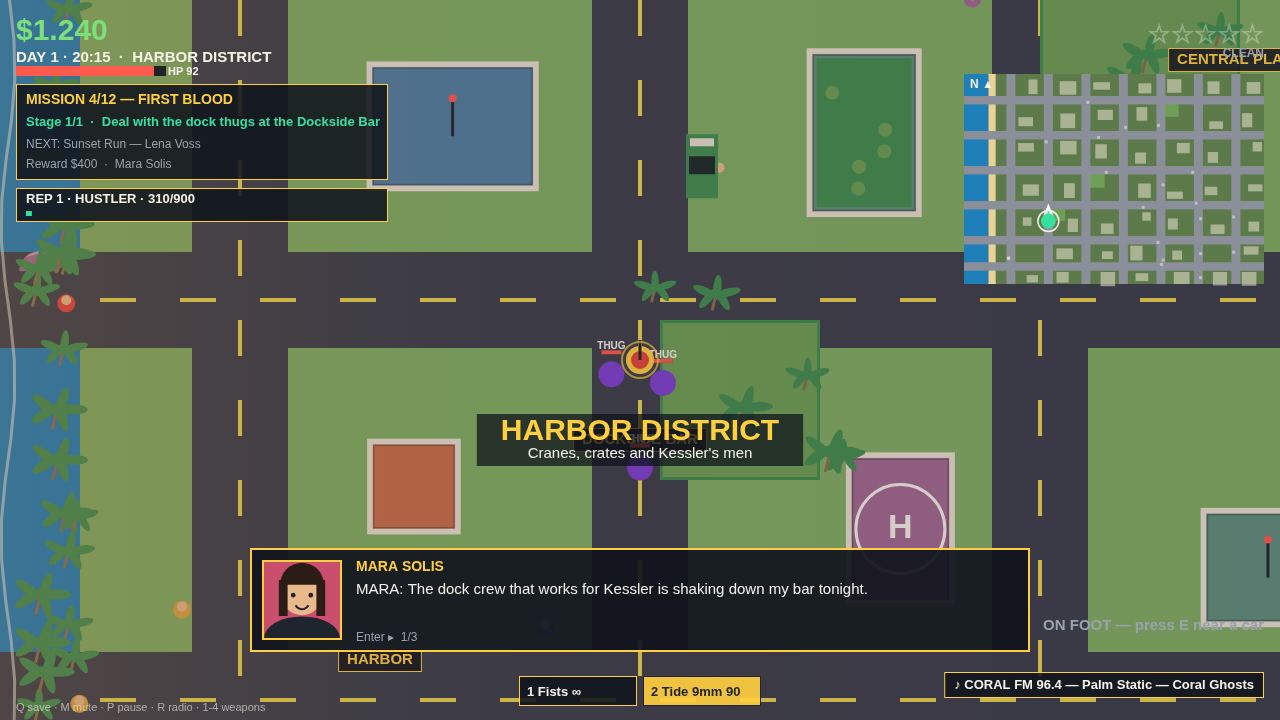 $1.240
DAY 1 · 20:15 · HARBOR DISTRICT
HP 92
MISSION 4/12 — FIRST BLOOD
Stage 1/1 · Deal with the dock thugs at the Dockside Bar
NEXT: Sunset Run — Lena Voss
Reward $400 · Mara Solis
REP 1 · HUSTLER · 310/900
☆☆☆☆☆
CLEAN
CENTRAL PLA
N ▲
THUG
THUG
HARBOR DISTRICT
DOCKSIDE BAR
Cranes, crates and Kessler's men
H
MARA SOLIS
MARA: The dock crew that works for Kessler is shaking down my bar tonight.
Enter ▸ 1/3
ON FOOT — press E near a car
HARBOR
1 Fists ∞
2 Tide 9mm 90
♪ CORAL FM 96.4 — Palm Static — Coral Ghosts
Q save · M mute · P pause · R radio · 1-4 weapons